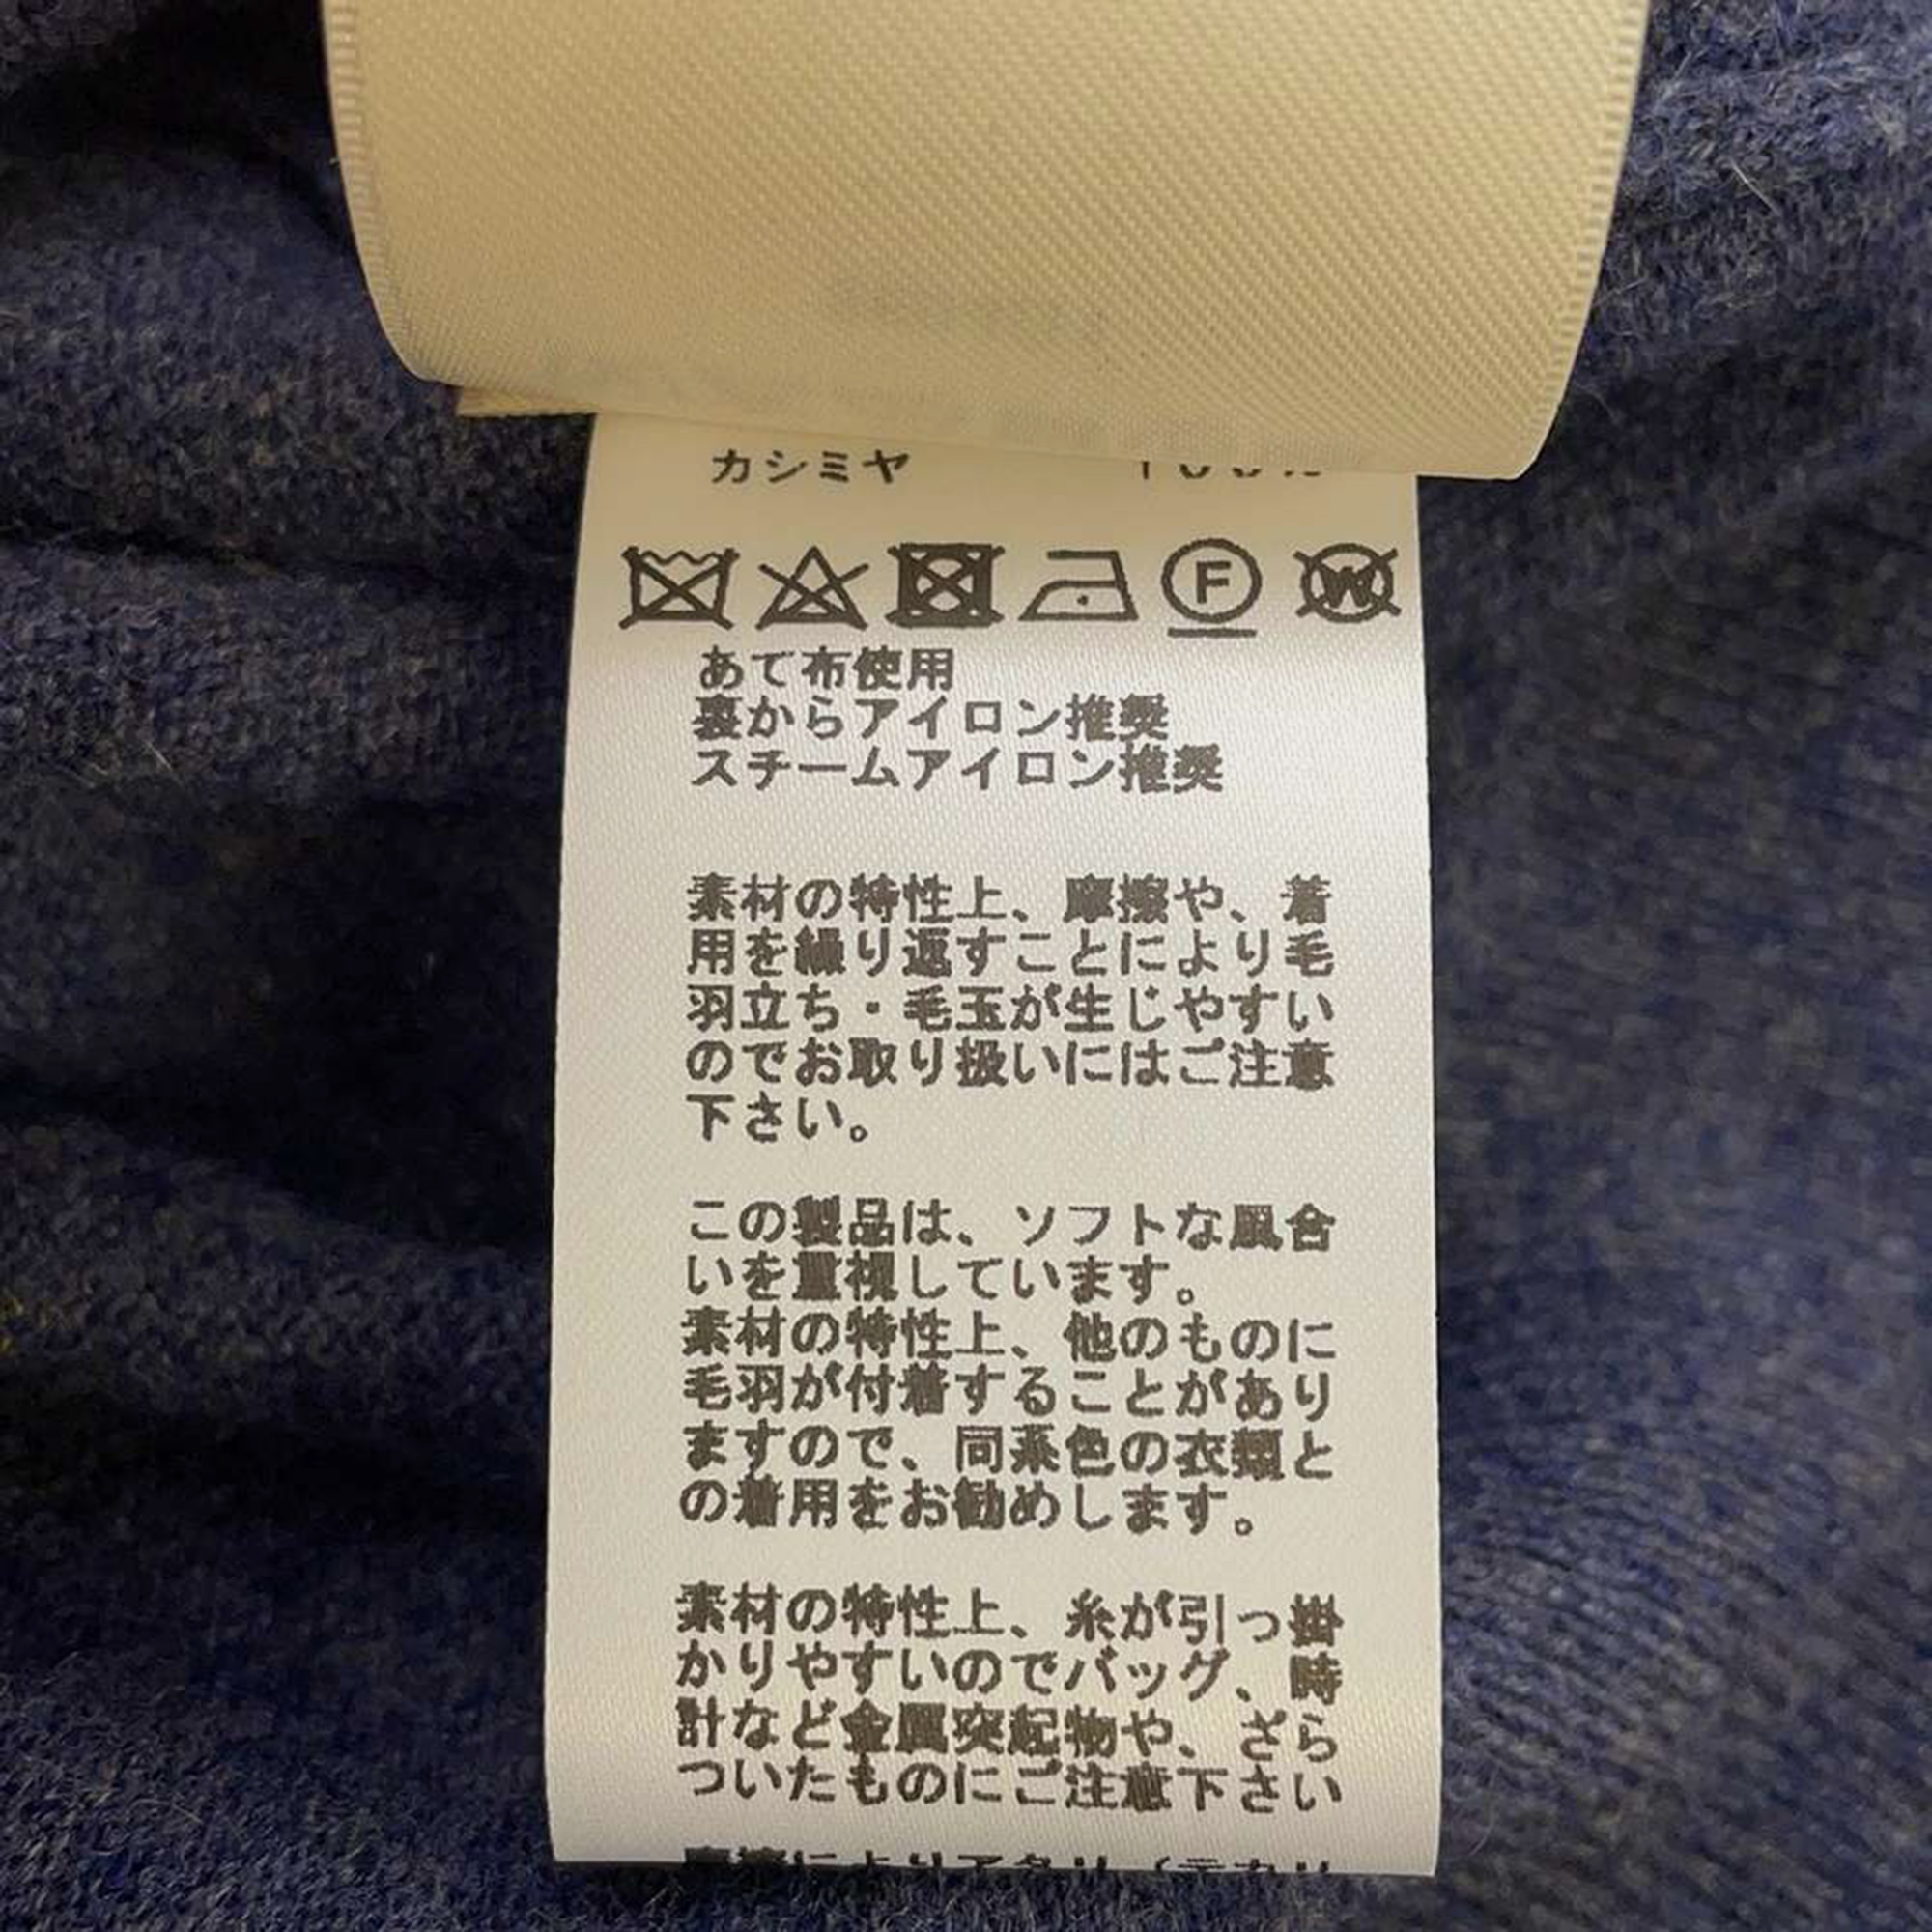 カシミヤ 100%
F W
あて布使用
裏からアイロン推奨
スチームアイロン推奨
素材の特性上、摩擦や、着
用を繰り返すことにより毛
羽立ち・毛玉が生じやすい
のでお取り扱いにはご注意
下さい。
この製品は、ソフトな風合
いを重視しています。
素材の特性上、他のものに
毛羽が付着することがあり
ますので、同系色の衣類と
の着用をお勧めします。
素材の特性上、糸が引っ掛
かりやすいのでバッグ、時
計など金属突起物や、ざら
ついたものにご注意下さい